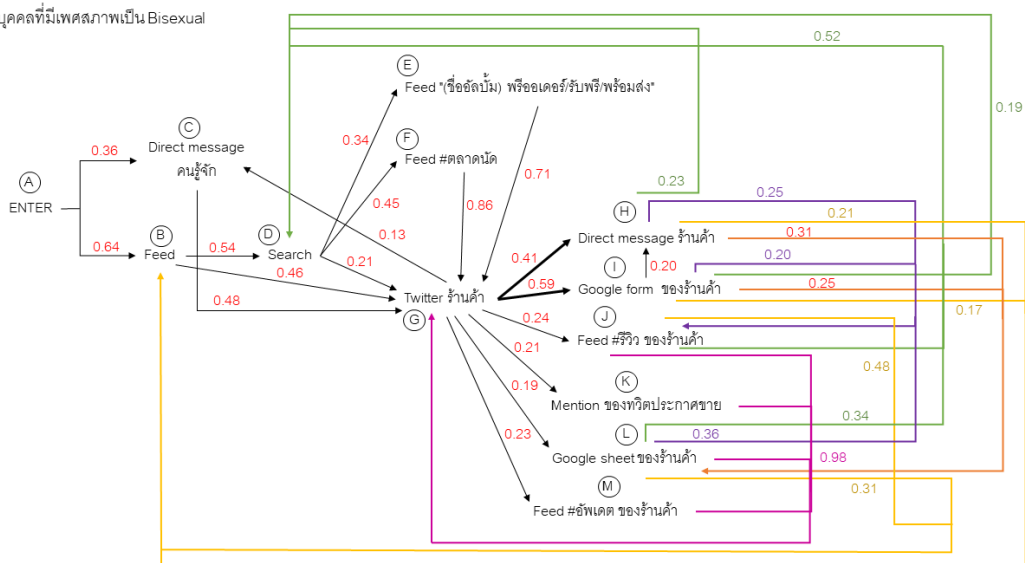 บุคคลที่มีเพศสภาพเป็น Bisexual
0.52
E
Feed "(ชื่ออัลบั้ม) พรีออเดอร์/รับพรี/พร้อมส่ง"
0.19
C
0.34
F
0.36
Direct message
Feed #ตลาดนัด
คนรู้จัก
0.71
A
0.23
0.25
ENTER
0.45
0.86
H
0.21
B
D
0.13
Direct message ร้านค้า
0.31
0.64
Feed
0.54
Search
0.21
0.41
I
0.20
0.20
0.46
0.59
Google form ของร้านค้า
0.25
0.48
Twitter ร้านค้า
0.17
G
0.24
J
Feed #รีวิว ของร้านค้า
0.21
0.48
0.19
K
Mention ของทวิตประกาศขาย
0.34
0.23
L
0.36
Google sheet ของร้านค้า
0.98
M
0.31
Feed #อัพเดต ของร้านค้า